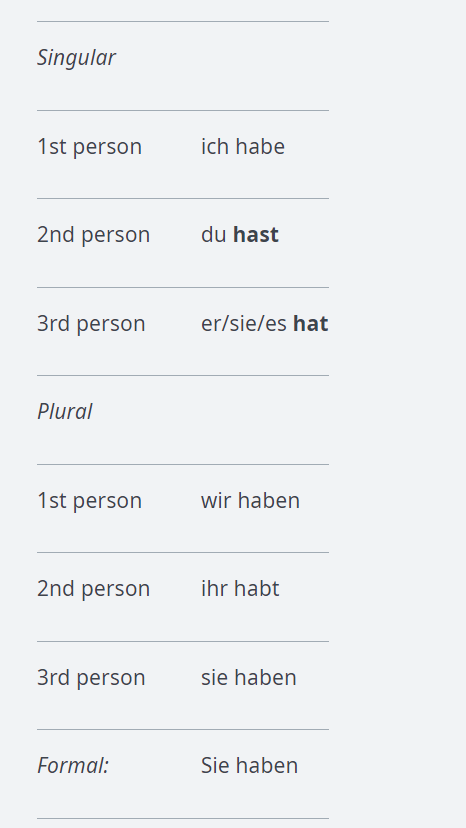 Singular
1st person ich habe
2nd person du hast
3rd person er/sie/es hat
Plural
1st person wir haben
2nd person ihr habt
3rd person sie haben
Formal: Sie haben